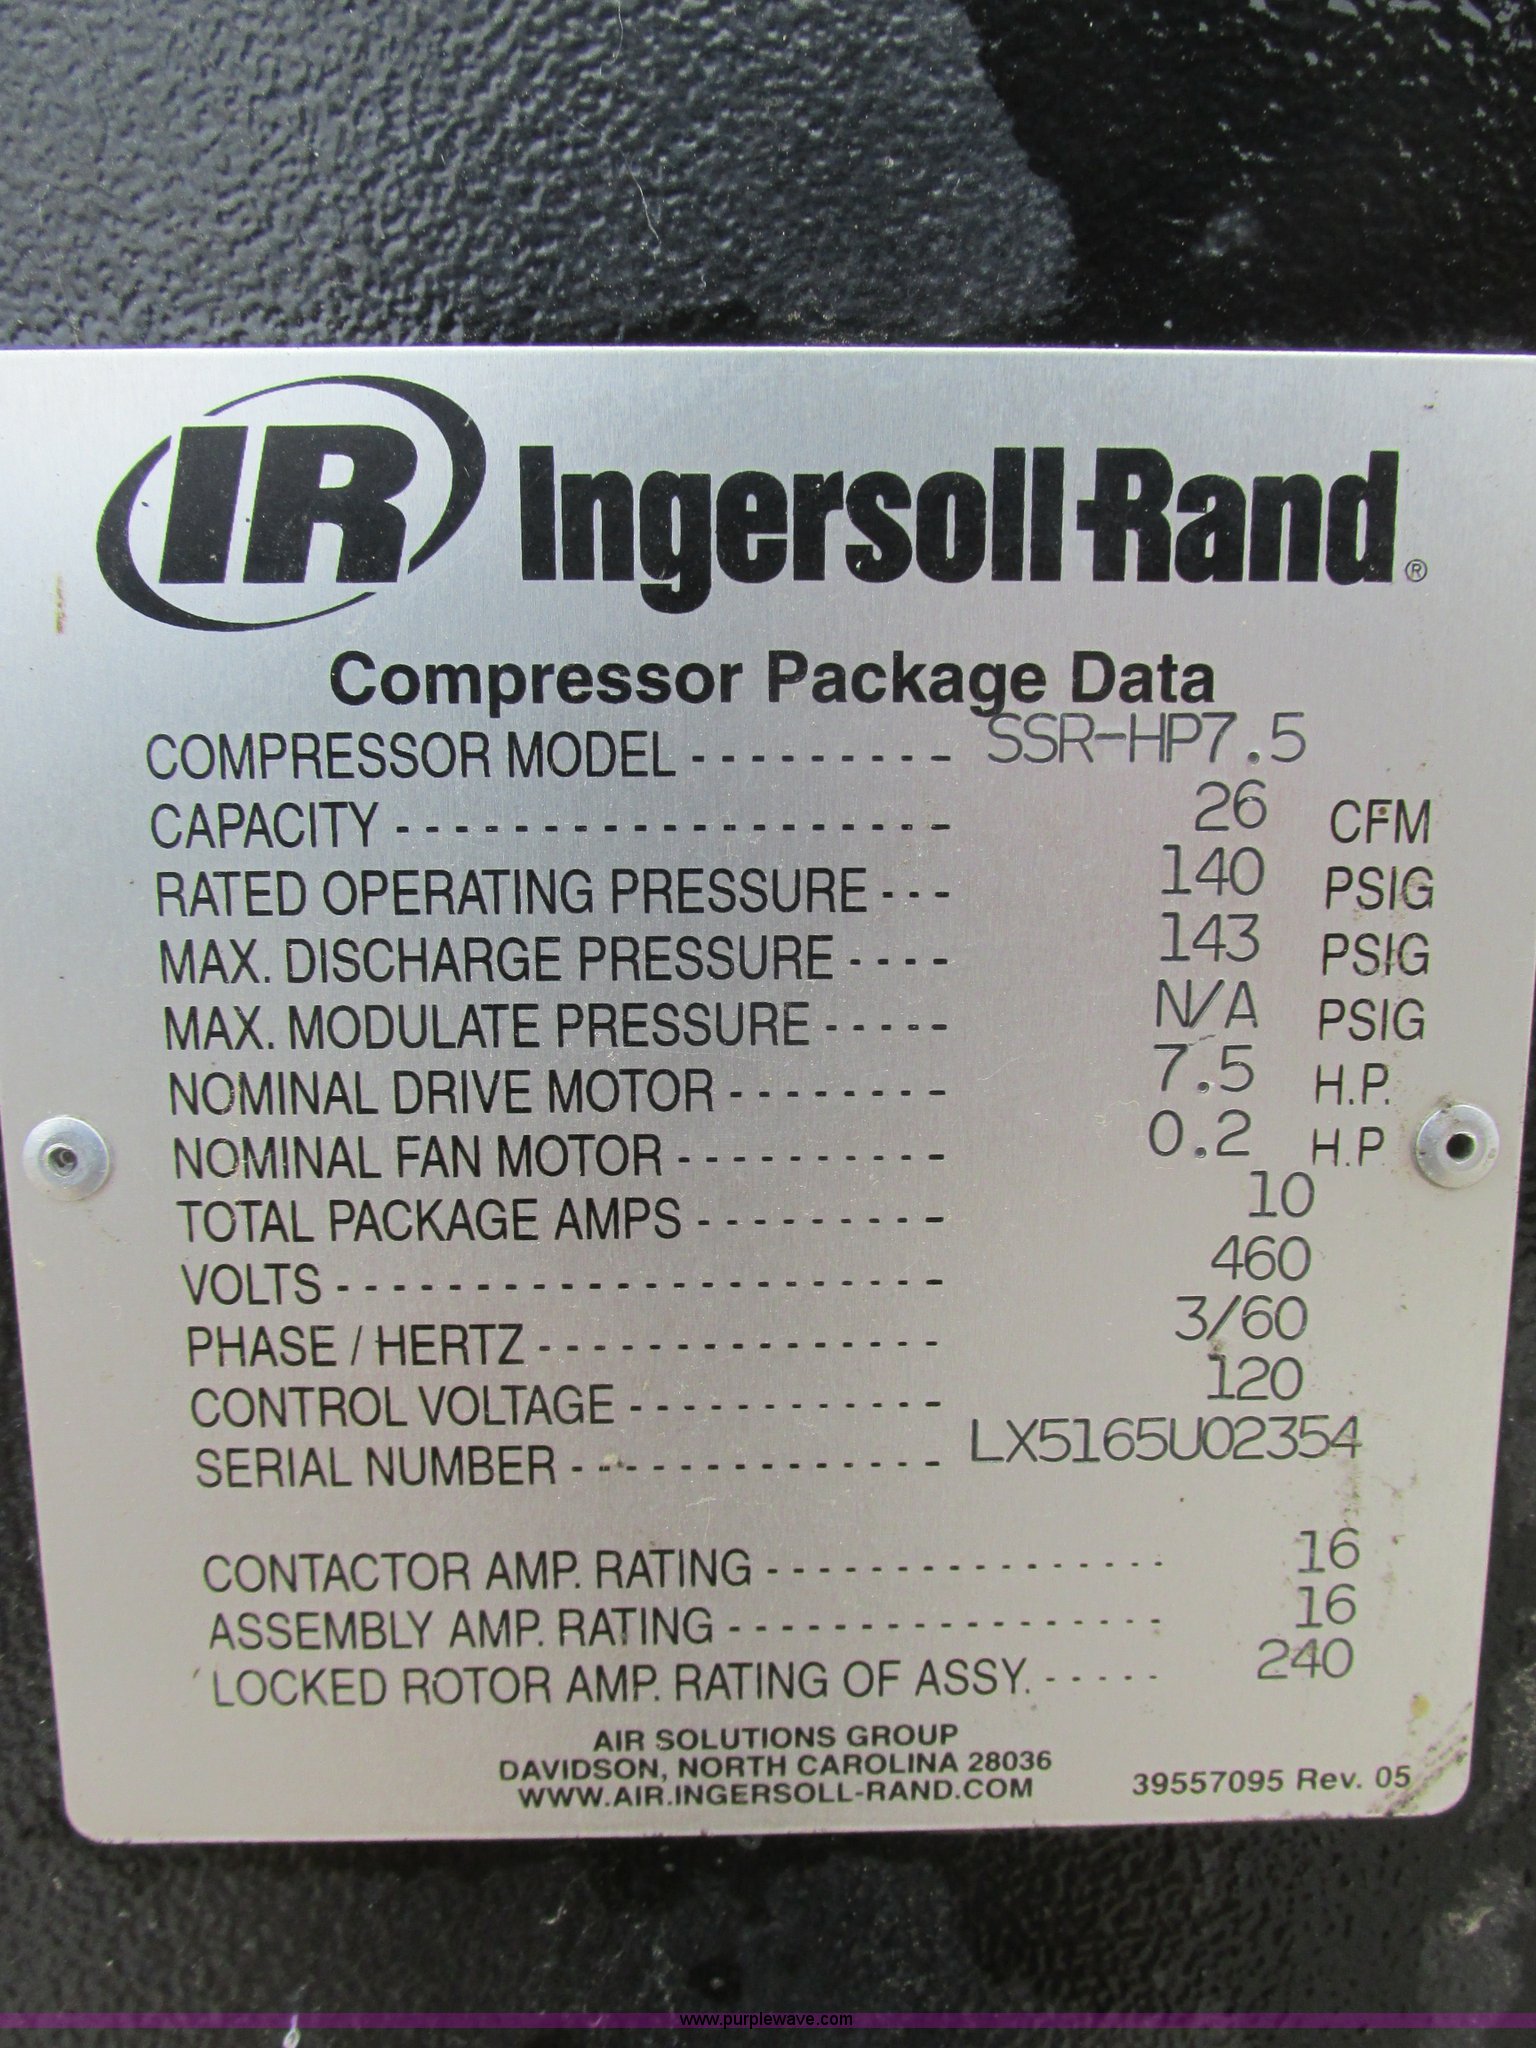 IR Ingersoll-Rand®
Compressor Package Data
COMPRESSOR MODEL --------- SSR-HP7.5
CAPACITY ------------------- 26 CFM
RATED OPERATING PRESSURE --- 140 PSIG
MAX. DISCHARGE PRESSURE ---- 143 PSIG
MAX. MODULATE PRESSURE ----- N/A PSIG
NOMINAL DRIVE MOTOR -------- 7.5 H.P.
NOMINAL FAN MOTOR ---------- 0.2 H.P
TOTAL PACKAGE AMPS --------- 10
VOLTS ---------------------- 460
PHASE / HERTZ --------------- 3/60
CONTROL VOLTAGE ------------ 120
SERIAL NUMBER -------------- LX5165U02354
CONTACTOR AMP. RATING ---------------- 16
ASSEMBLY AMP. RATING ----------------- 16
LOCKED ROTOR AMP. RATING OF ASSY. ----- 240
AIR SOLUTIONS GROUP
DAVIDSON, NORTH CAROLINA 28036
WWW.AIR.INGERSOLL-RAND.COM
39557095 Rev. 05
www.purplewave.com